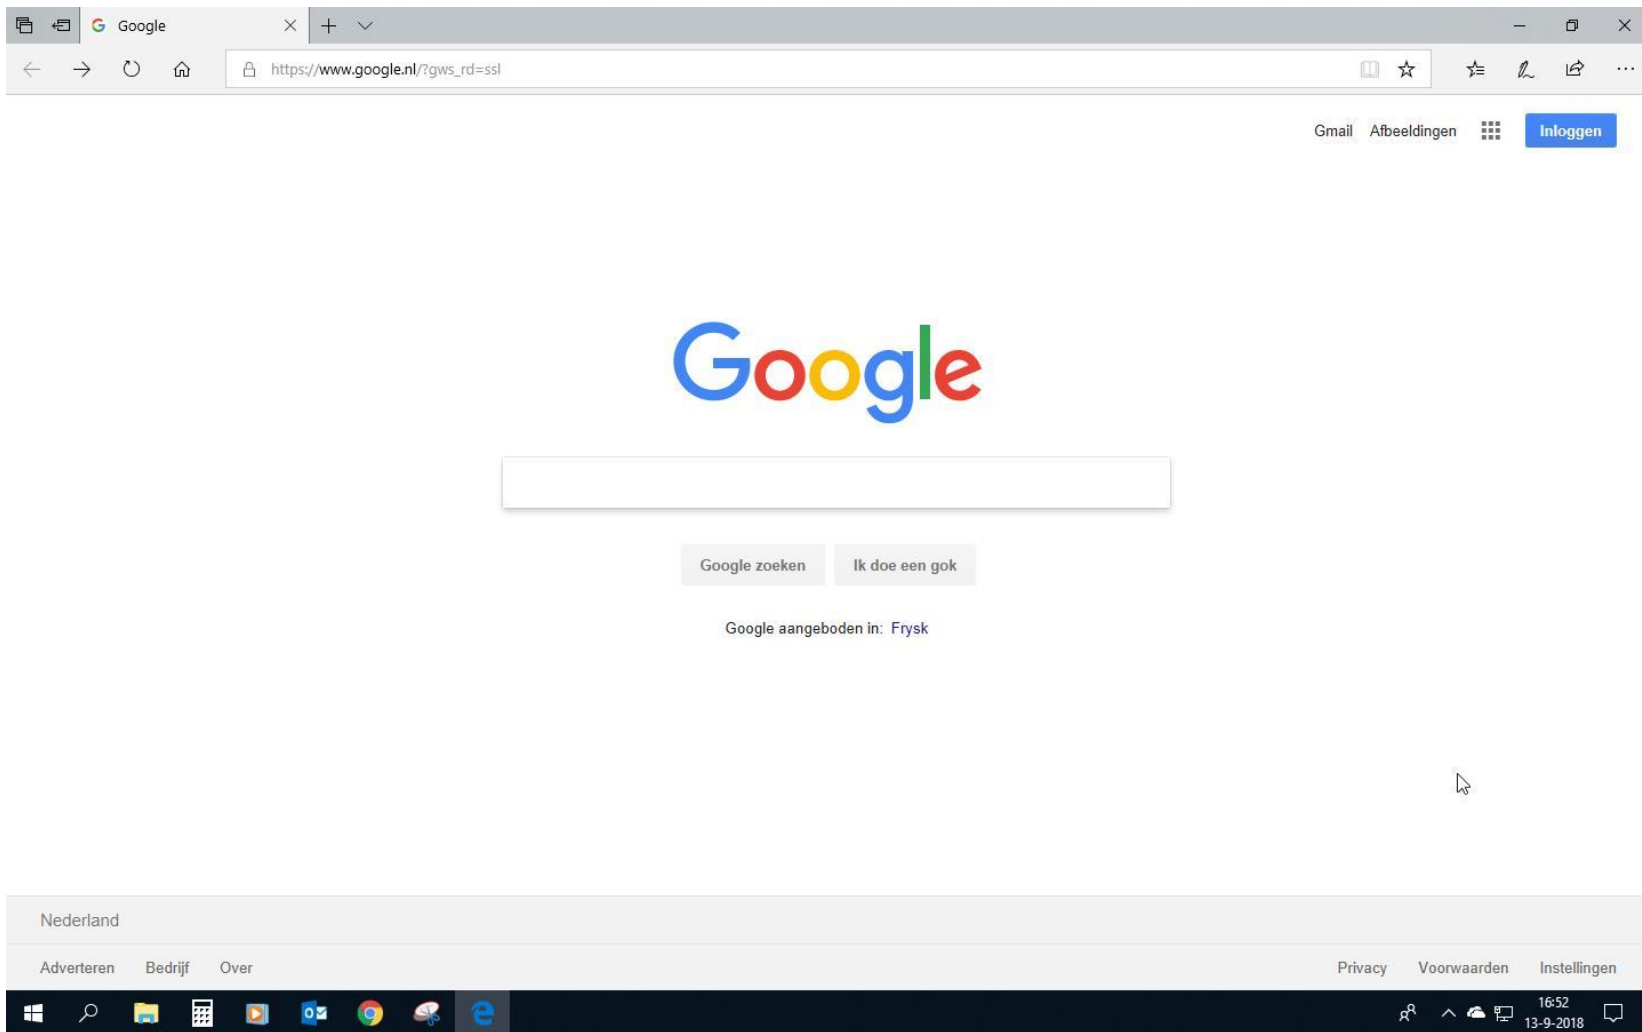 Google
https://www.google.nl/?gws_rd=ssl
Gmail Afbeeldingen Inloggen
Google
Google zoeken Ik doe een gok
Google aangeboden in: Frysk
Nederland
Adverteren Bedrijf Over Privacy Voorwaarden Instellingen
16:52
13-9-2018